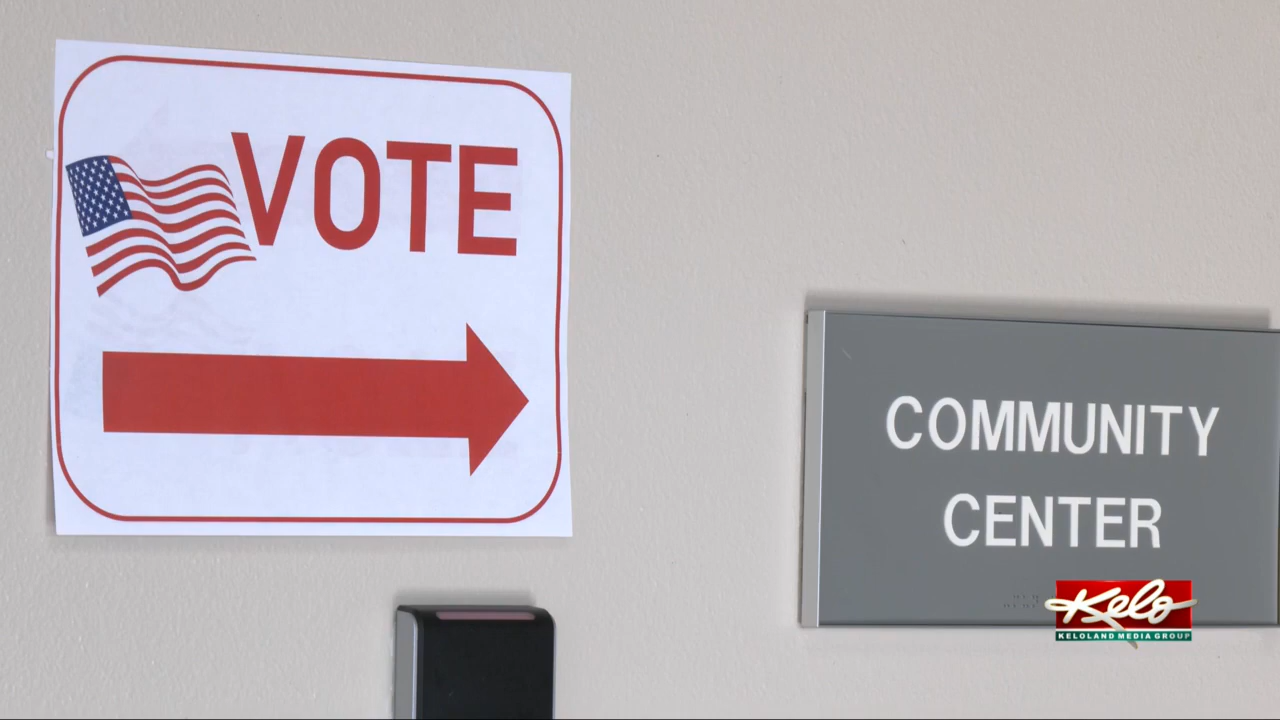 VOTE
COMMUNITY
CENTER
Kelo
KELOLAND MEDIA GROUP